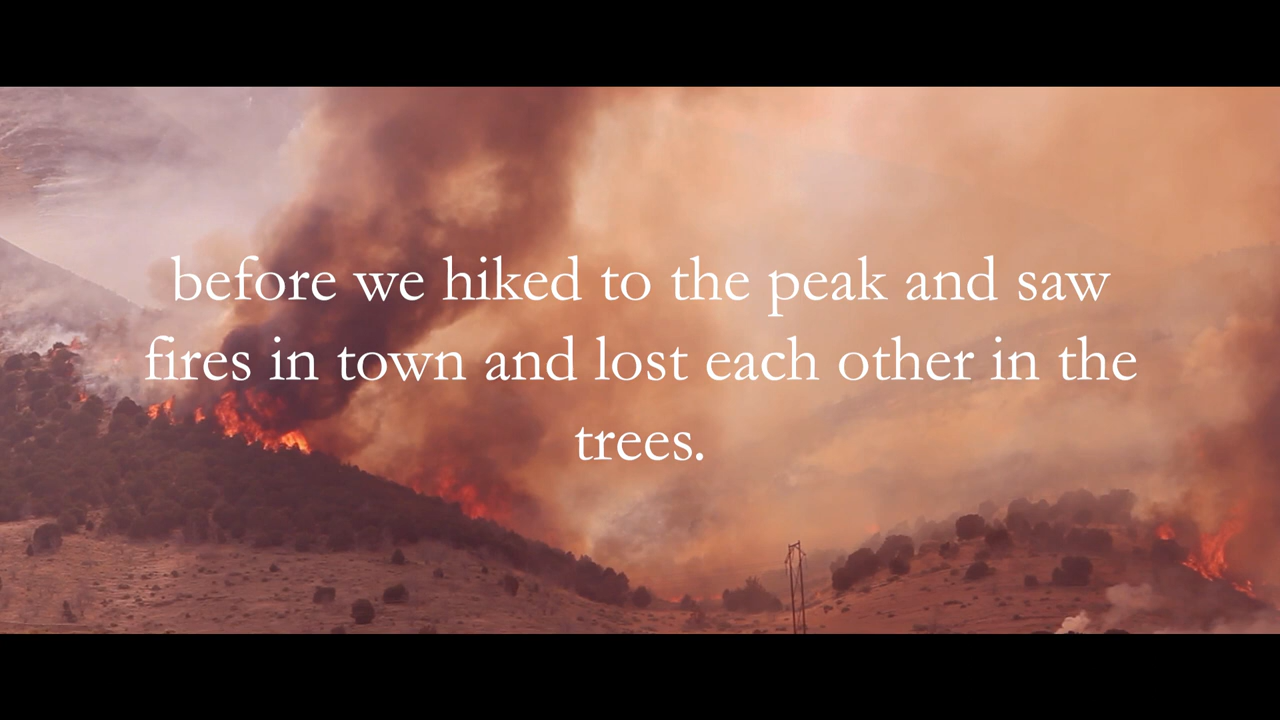 before we hiked to the peak and saw
fires in town and lost each other in the
trees.